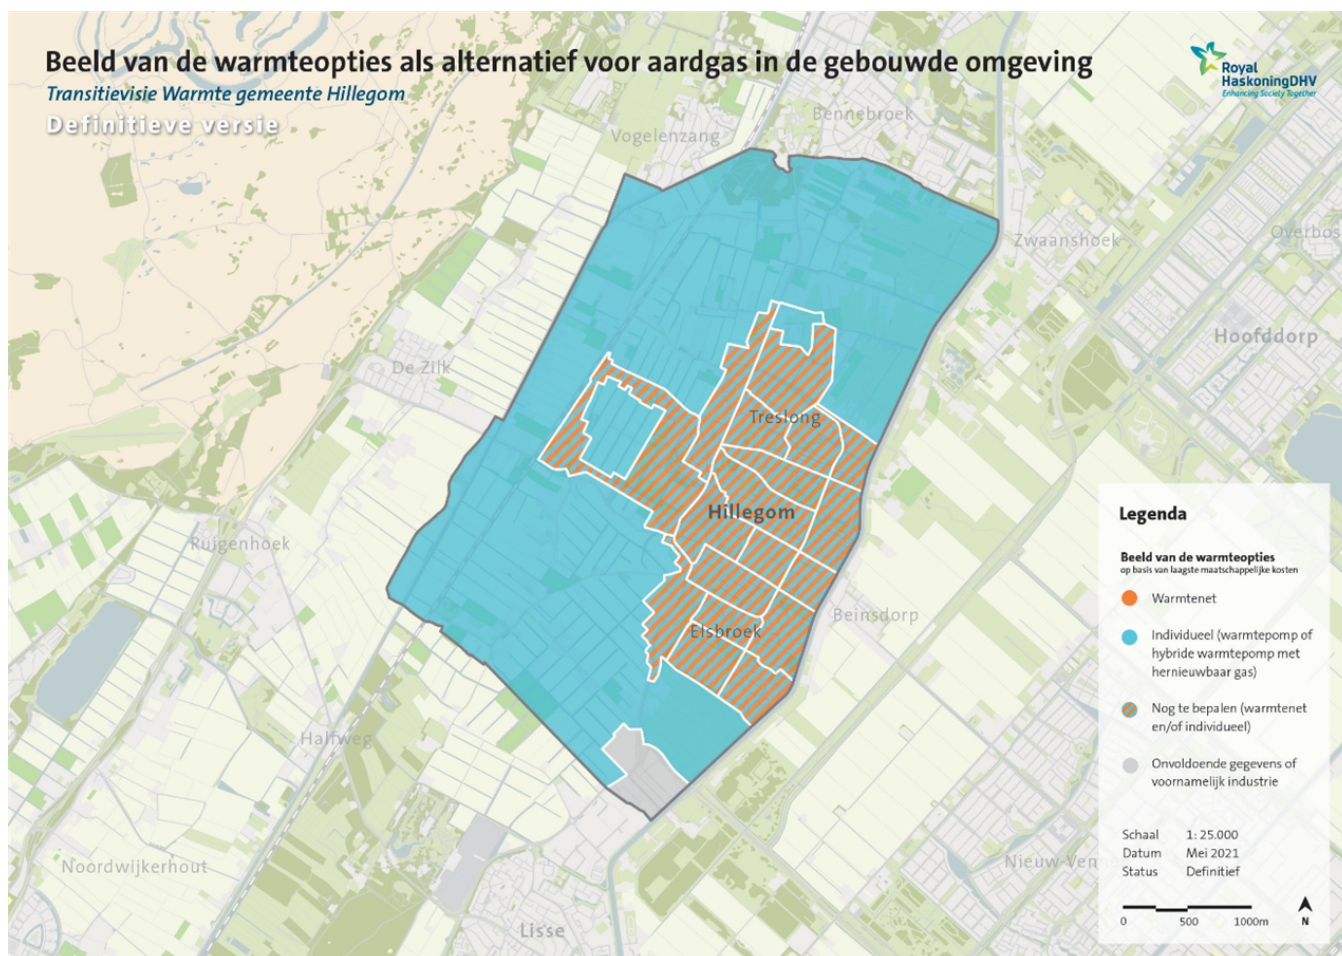 Beeld van de warmteopties als alternatief voor aardgas in de gebouwde omgeving
Transitievisie Warmte gemeente Hillegom
Definitieve versie
Royal
HaskoningDHV
Enhancing Society Together
Vogelenzang
Bennebroek
Zwaanshoek
Overbos
Hoofddorp
De Zilk
Treslong
Hillegom
Ruigenhoek
Beinsdorp
Elsbroek
Halfweg
Noordwijkerhout
Lisse
Nieuw-Venne
Legenda
Beeld van de warmteopties
op basis van laagste maatschappelijke kosten
Warmtenet
Individueel (warmtepomp of
hybride warmtepomp met
hernieuwbaar gas)
Nog te bepalen (warmtenet
en/of individueel)
Onvoldoende gegevens of
voornamelijk industrie
Schaal 1: 25.000
Datum Mei 2021
Status Definitief
0 500 1000m
N